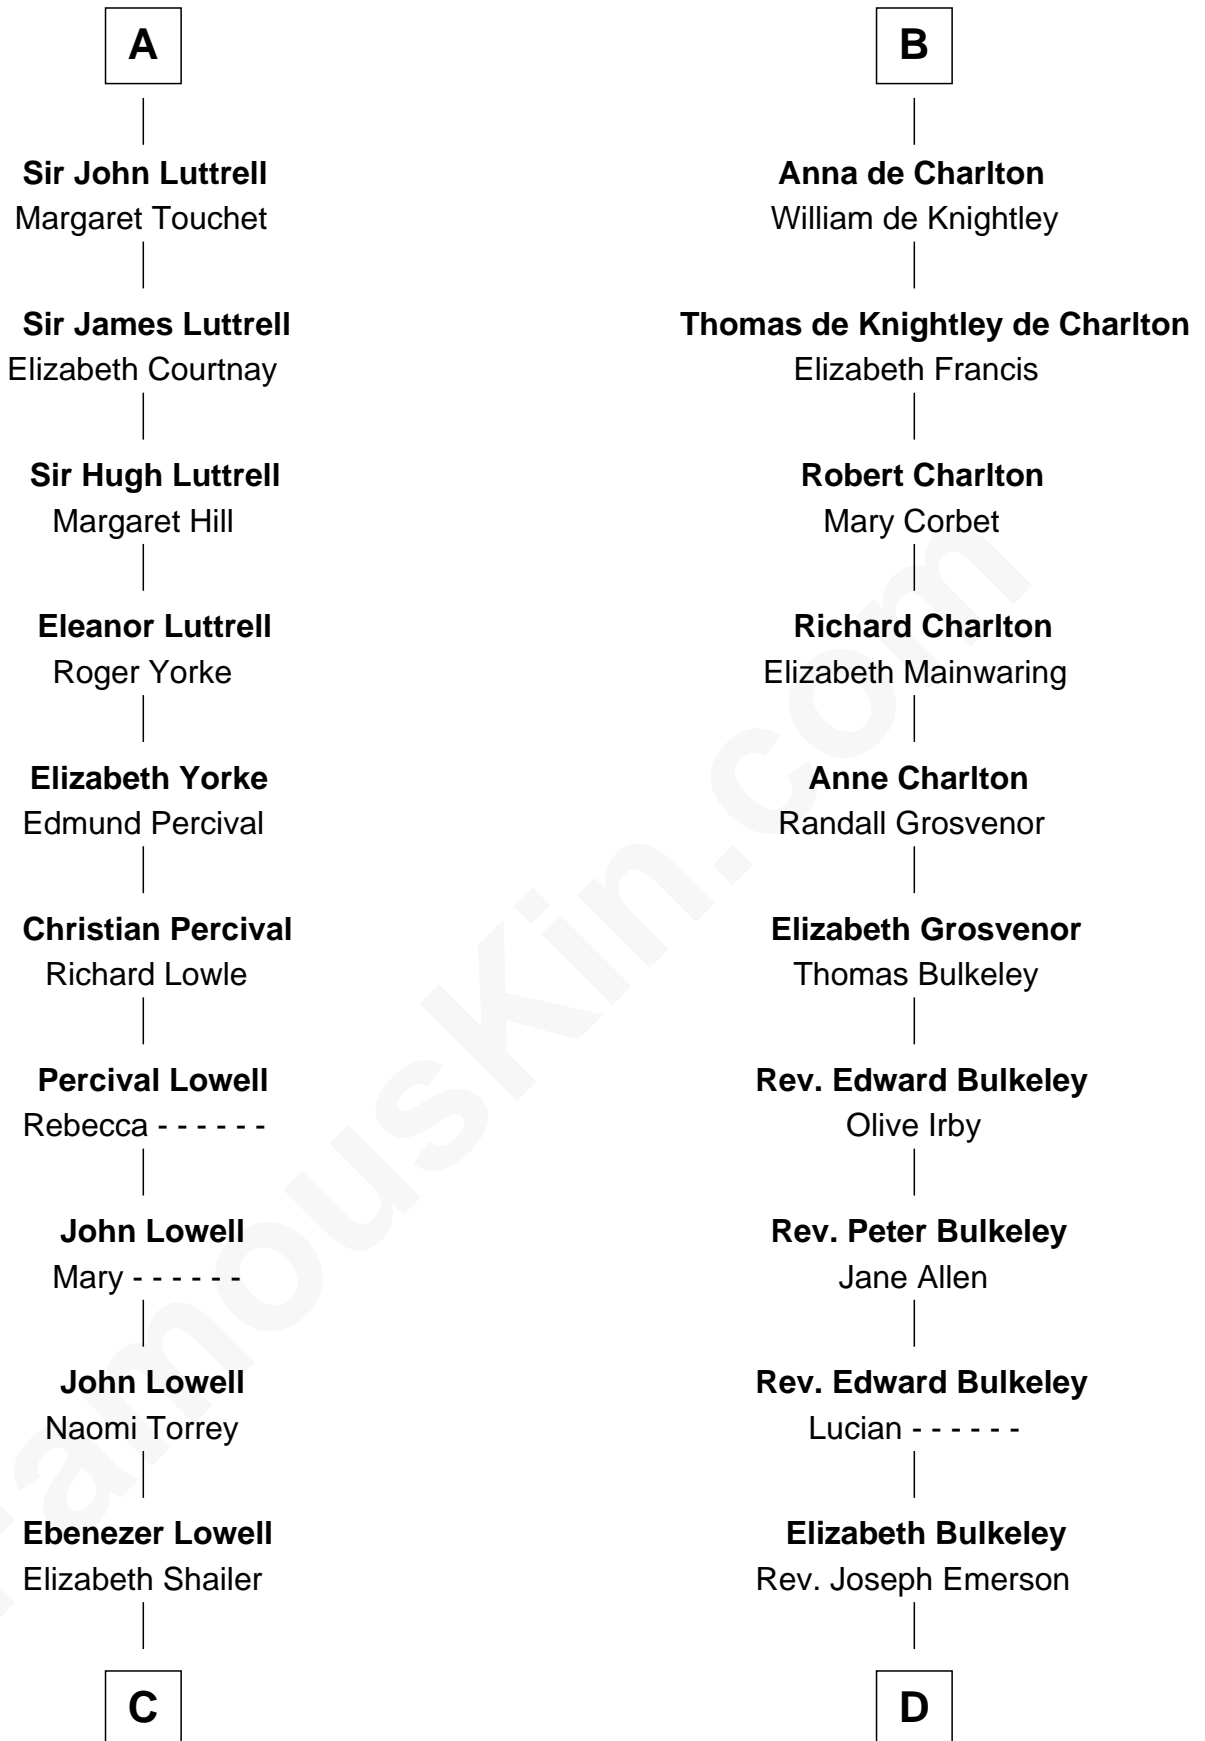 A
Sir John Luttrell
Margaret Touchet
Sir James Luttrell
Elizabeth Courtnay
Sir Hugh Luttrell
Margaret Hill
Eleanor Luttrell
Roger Yorke
Elizabeth Yorke
Edmund Percival
Christian Percival
Richard Lowle
Percival Lowell
Rebecca - - - - - -
John Lowell
Mary - - - - - -
John Lowell
Naomi Torrey
Ebenezer Lowell
Elizabeth Shailer
C
B
Anna de Charlton
William de Knightley
Thomas de Knightley de Charlton
Elizabeth Francis
Robert Charlton
Mary Corbet
Richard Charlton
Elizabeth Mainwaring
Anne Charlton
Randall Grosvenor
Elizabeth Grosvenor
Thomas Bulkeley
Rev. Edward Bulkeley
Olive Irby
Rev. Peter Bulkeley
Jane Allen
Rev. Edward Bulkeley
Lucian - - - - - -
Elizabeth Bulkeley
Rev. Joseph Emerson
D
FamousKin.com